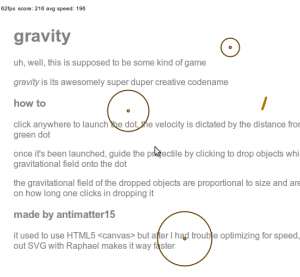 62fps score: 216 avg speed: 196
gravity
uh, well, this is supposed to be some kind of game
gravity is its awesomely super duper creative codename
how to
click anywhere to launch the dot, the velocity is dictated by the distance from
green dot
once it's been launched, guide the projectile by clicking to drop objects whi
gravitational field onto the dot
the gravitational field of the dropped objects are proportional to size and are
on how long one clicks in dropping it
made by antimatter15
it used to use HTML5 <canvas> but after I had trouble optimizing for speed,
out SVG with Raphael makes it way faster